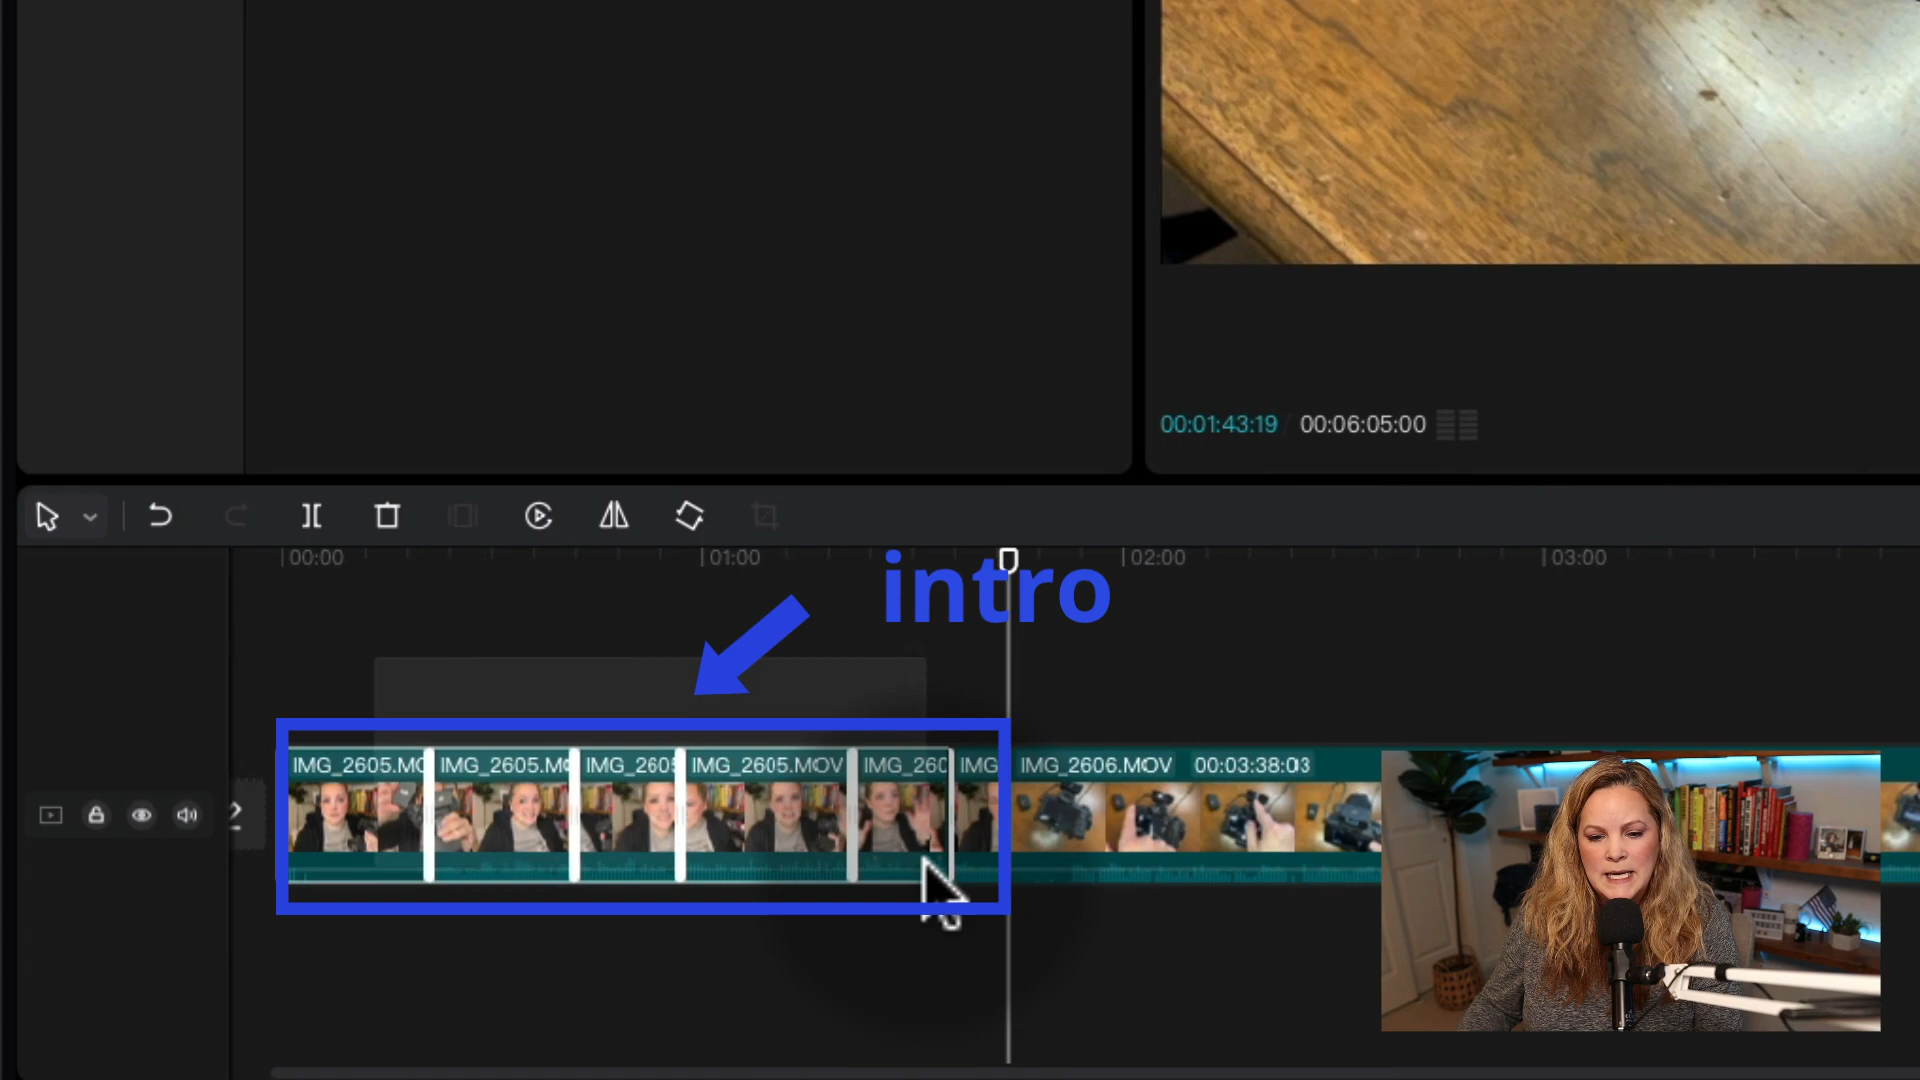 00:01:43:19 00:06:05:00
00:00 01:00 02:00 03:00
intro
IMG_2605.MO IMG_2605.M IMG_2605 IMG_2605.MOV IMG_260 IMG IMG_2606.MOV 00:03:38:03